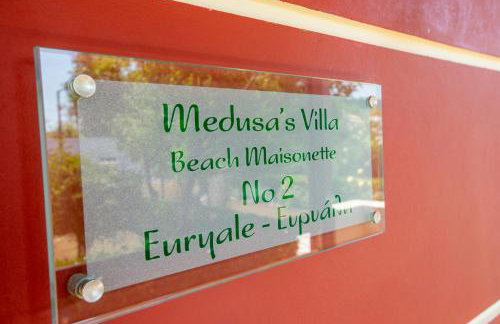 Medusa's Villa
Beach Maisonette
No 2
Euryale - Ευρυάλη